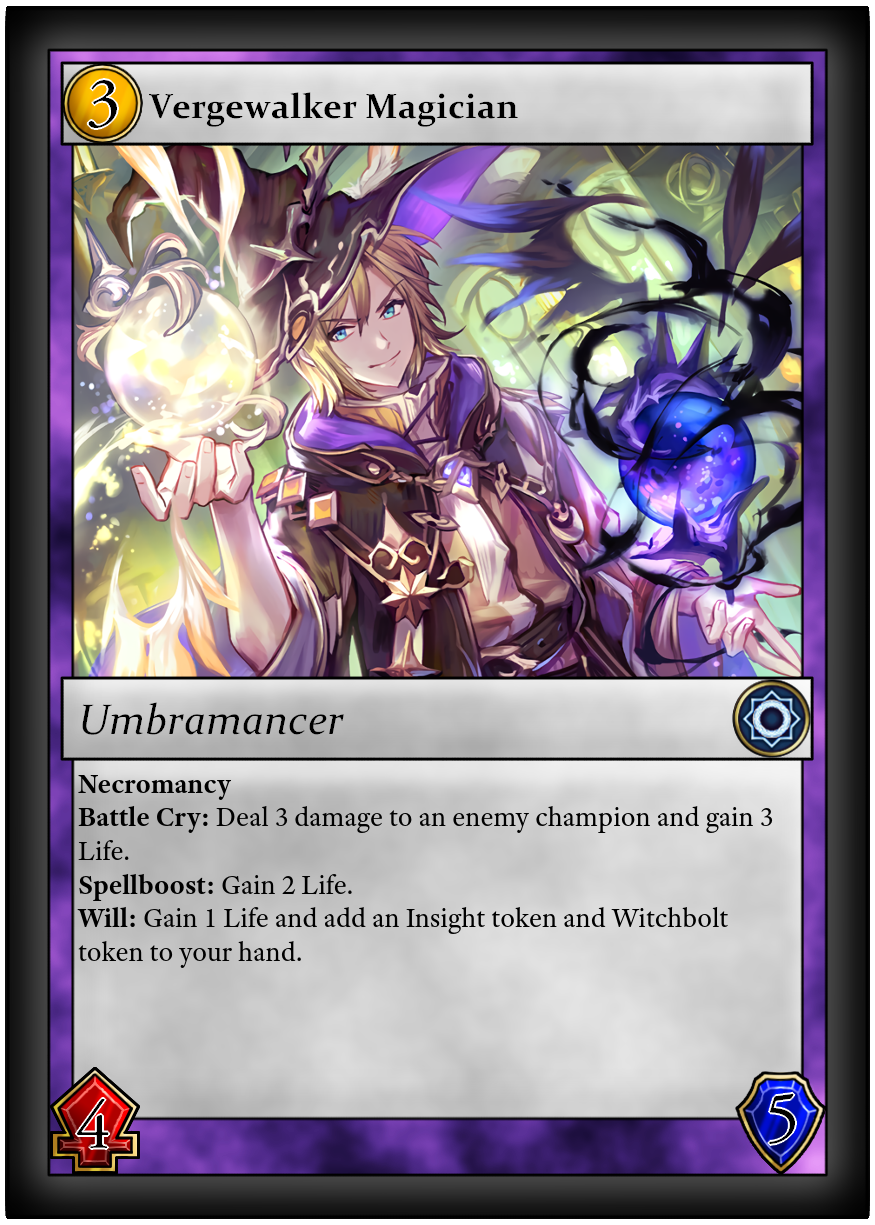 3 Vergewalker Magician
Umbramancer
Necromancy
Battle Cry: Deal 3 damage to an enemy champion and gain 3
Life.
Spellboost: Gain 2 Life.
Will: Gain 1 Life and add an Insight token and Witchbolt
token to your hand.
4 5